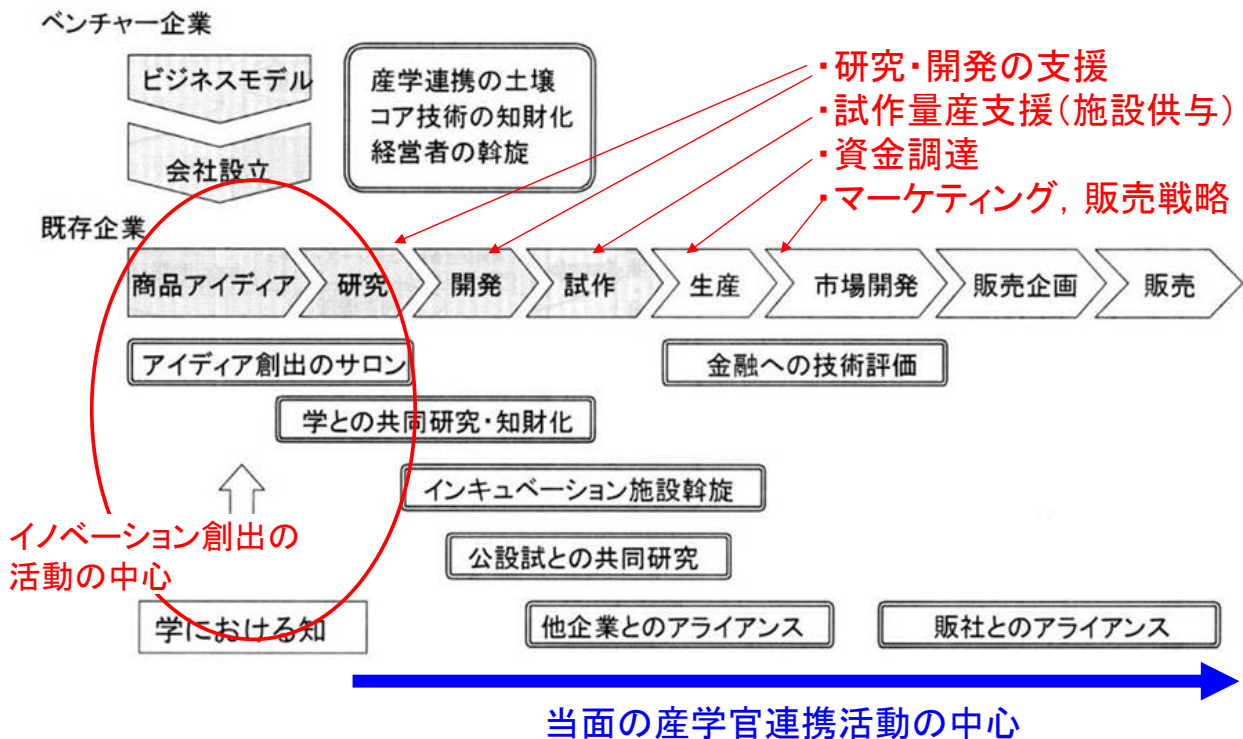 ベンチャー企業
ビジネスモデル
会社設立
産学連携の土壌
コア技術の知財化
経営者の斡旋
・研究・開発の支援
・試作量産支援(施設供与)
・資金調達
・マーケティング, 販売戦略
既存企業
商品アイディア
研究
開発
試作
生産
市場開発
販売企画
販売
アイディア創出のサロン
金融への技術評価
学との共同研究・知財化
インキュベーション施設斡旋
イノベーション創出の
活動の中心
公設試との共同研究
学における知
他企業とのアライアンス
販社とのアライアンス
当面の産学官連携活動の中心